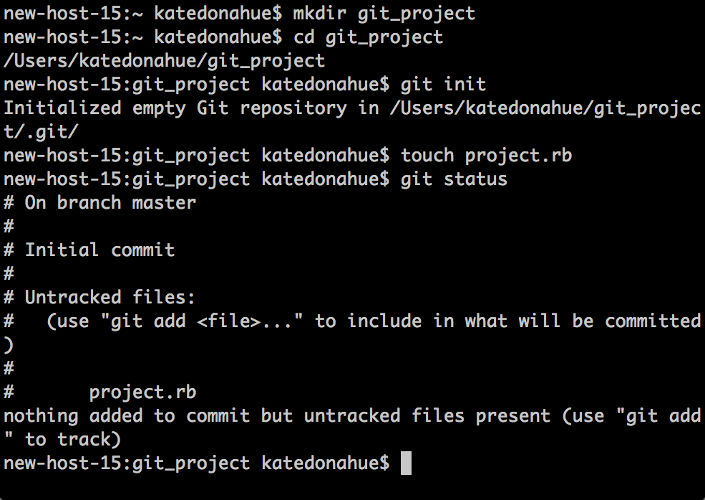 new-host-15:~ katedonahue$ mkdir git_project
new-host-15:~ katedonahue$ cd git_project
/Users/katedonahue/git_project
new-host-15:git_project katedonahue$ git init
Initialized empty Git repository in /Users/katedonahue/git_projec
t/.git/
new-host-15:git_project katedonahue$ touch project.rb
new-host-15:git_project katedonahue$ git status
# On branch master
#
# Initial commit
#
# Untracked files:
#   (use "git add <file>..." to include in what will be committed
)
#
#       project.rb
nothing added to commit but untracked files present (use "git add
" to track)
new-host-15:git_project katedonahue$